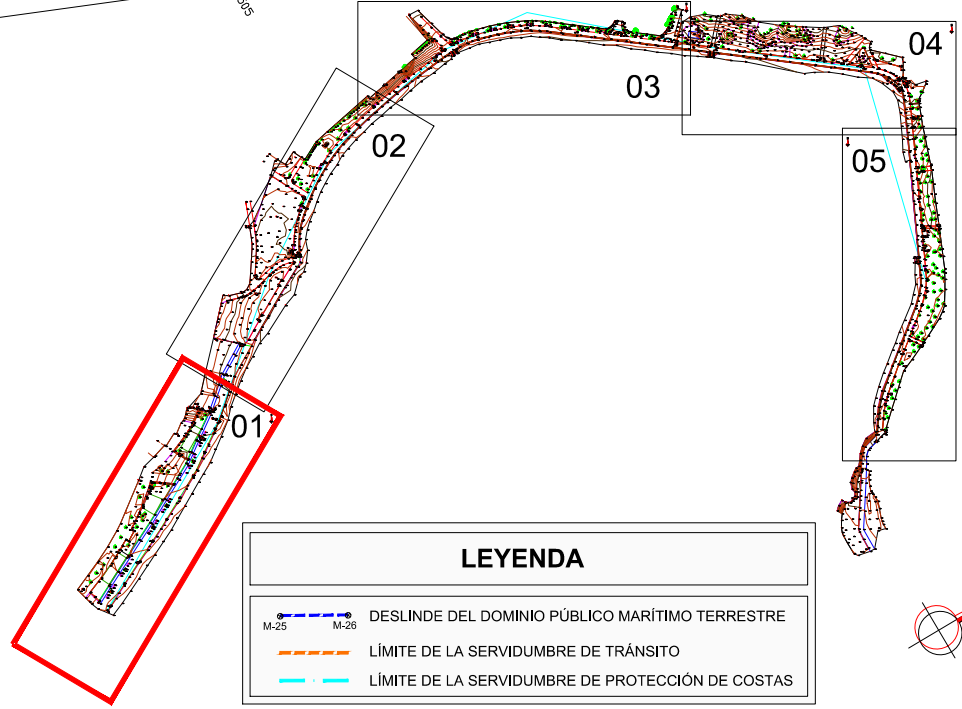 505
04
03
02
05
01
LEYENDA
M-25 M-26 DESLINDE DEL DOMINIO PÚBLICO MARÍTIMO TERRESTRE
LÍMITE DE LA SERVIDUMBRE DE TRÁNSITO
LÍMITE DE LA SERVIDUMBRE DE PROTECCIÓN DE COSTAS